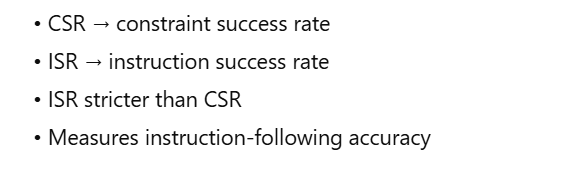 • CSR → constraint success rate
• ISR → instruction success rate
• ISR stricter than CSR
• Measures instruction-following accuracy